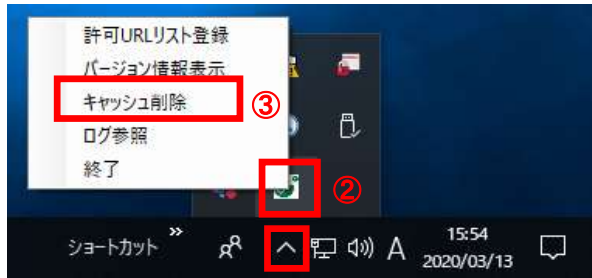 許可URLリスト登録
バージョン情報表示
キャッシュ削除
③
ログ参照
終了
②
ショートカット
»
A
15:54
2020/03/13